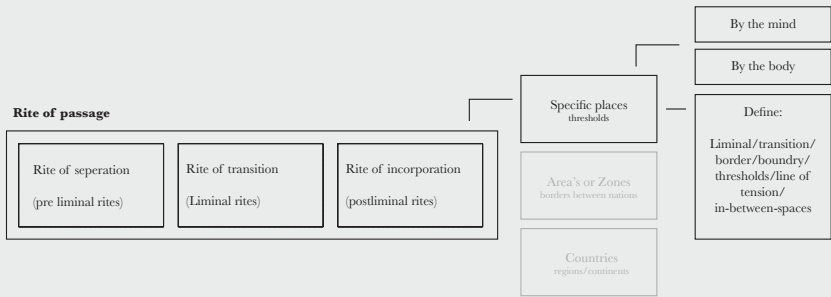 Rite of passage
Rite of seperation
(pre liminal rites)
Rite of transition
(Liminal rites)
Rite of incorporation
(postliminal rites)
Specific places
thresholds
Area's or Zones
borders between nations
Countries
regions/continents
By the mind
By the body
Define:
Liminal/transition/
border/boundry/
thresholds/line of
tension/
in-between-spaces